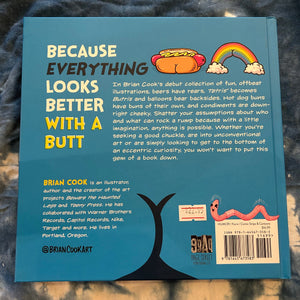 BECAUSE
EVERYTHING
LOOKS
BETTER
WITH A
BUTT
In Brian Cook's debut collection of fun, offbeat
illustrations, beers have rears, Tetris becomes
Butris and balloons bear backsides. Hot dog buns
have buns of their own, and condiments are down-
right cheeky. Shatter your assumptions about who
and what can rock a rump because with a little
imagination, anything is possible. Whether you're
seeing a good chuckle, are into unconventional
art or are simply looking to get to the bottom of
an eccentric curiosity, you won't want to put this
gem of a book down.
BRIAN COOK is an illustrator,
author and the creator of the art
projects Beware the Haunted
Legs and
He has
collaborated with Warner Brothers
Records, Capitol Records, Nike,
Target and more. He lives in
Portland, Oregon.
@BRIANCOOKART
PAGE STREET